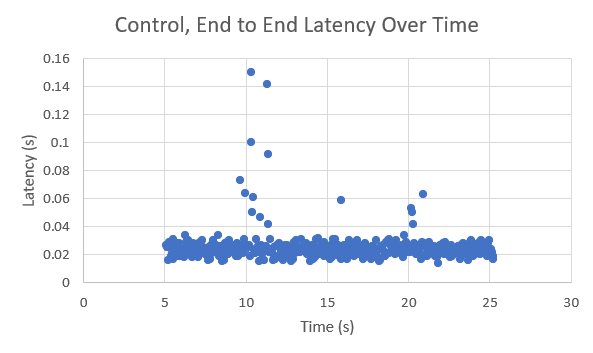 Control, End to End Latency Over Time
0.16
0.14
0.12
0.1
0.08
0.06
0.04
0.02
0
Latency (s)
0 5 10 15 20 25 30
Time (s)